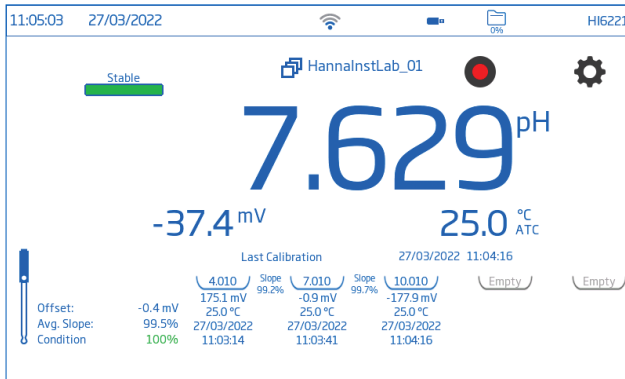 11:05:03 27/03/2022 0% HI6221
Stable HannaInstLab_01
7.629 pH
-37.4 mV 25.0 °C
ATC
Last Calibration 27/03/2022 11:04:16
4.010 Slope 99.2% 7.010 Slope 99.7% 10.010 Empty Empty
175.1 mV -0.9 mV -177.9 mV
Offset: -0.4 mV 25.0 °C 25.0 °C 25.0 °C
Avg. Slope: 99.5% 27/03/2022 27/03/2022 27/03/2022
Condition 100% 11:03:14 11:03:41 11:04:16